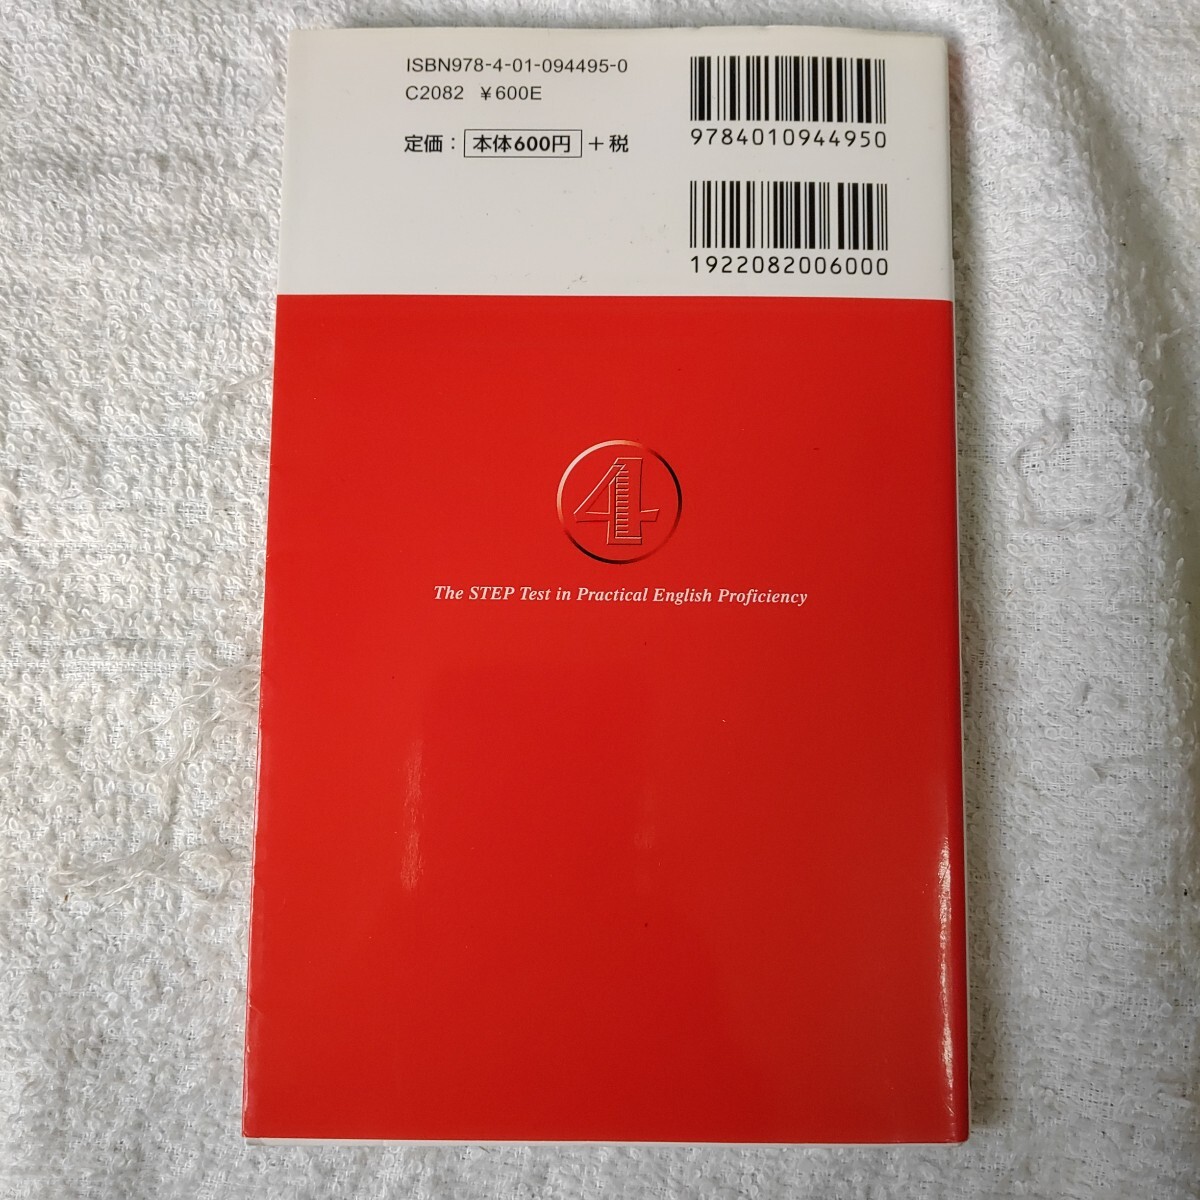 ISBN978-4-01-094495-0
C2082 ¥600E
定価：本体600円＋税
9784010944950
1922082006000
4
The STEP Test in Practical English Proficiency